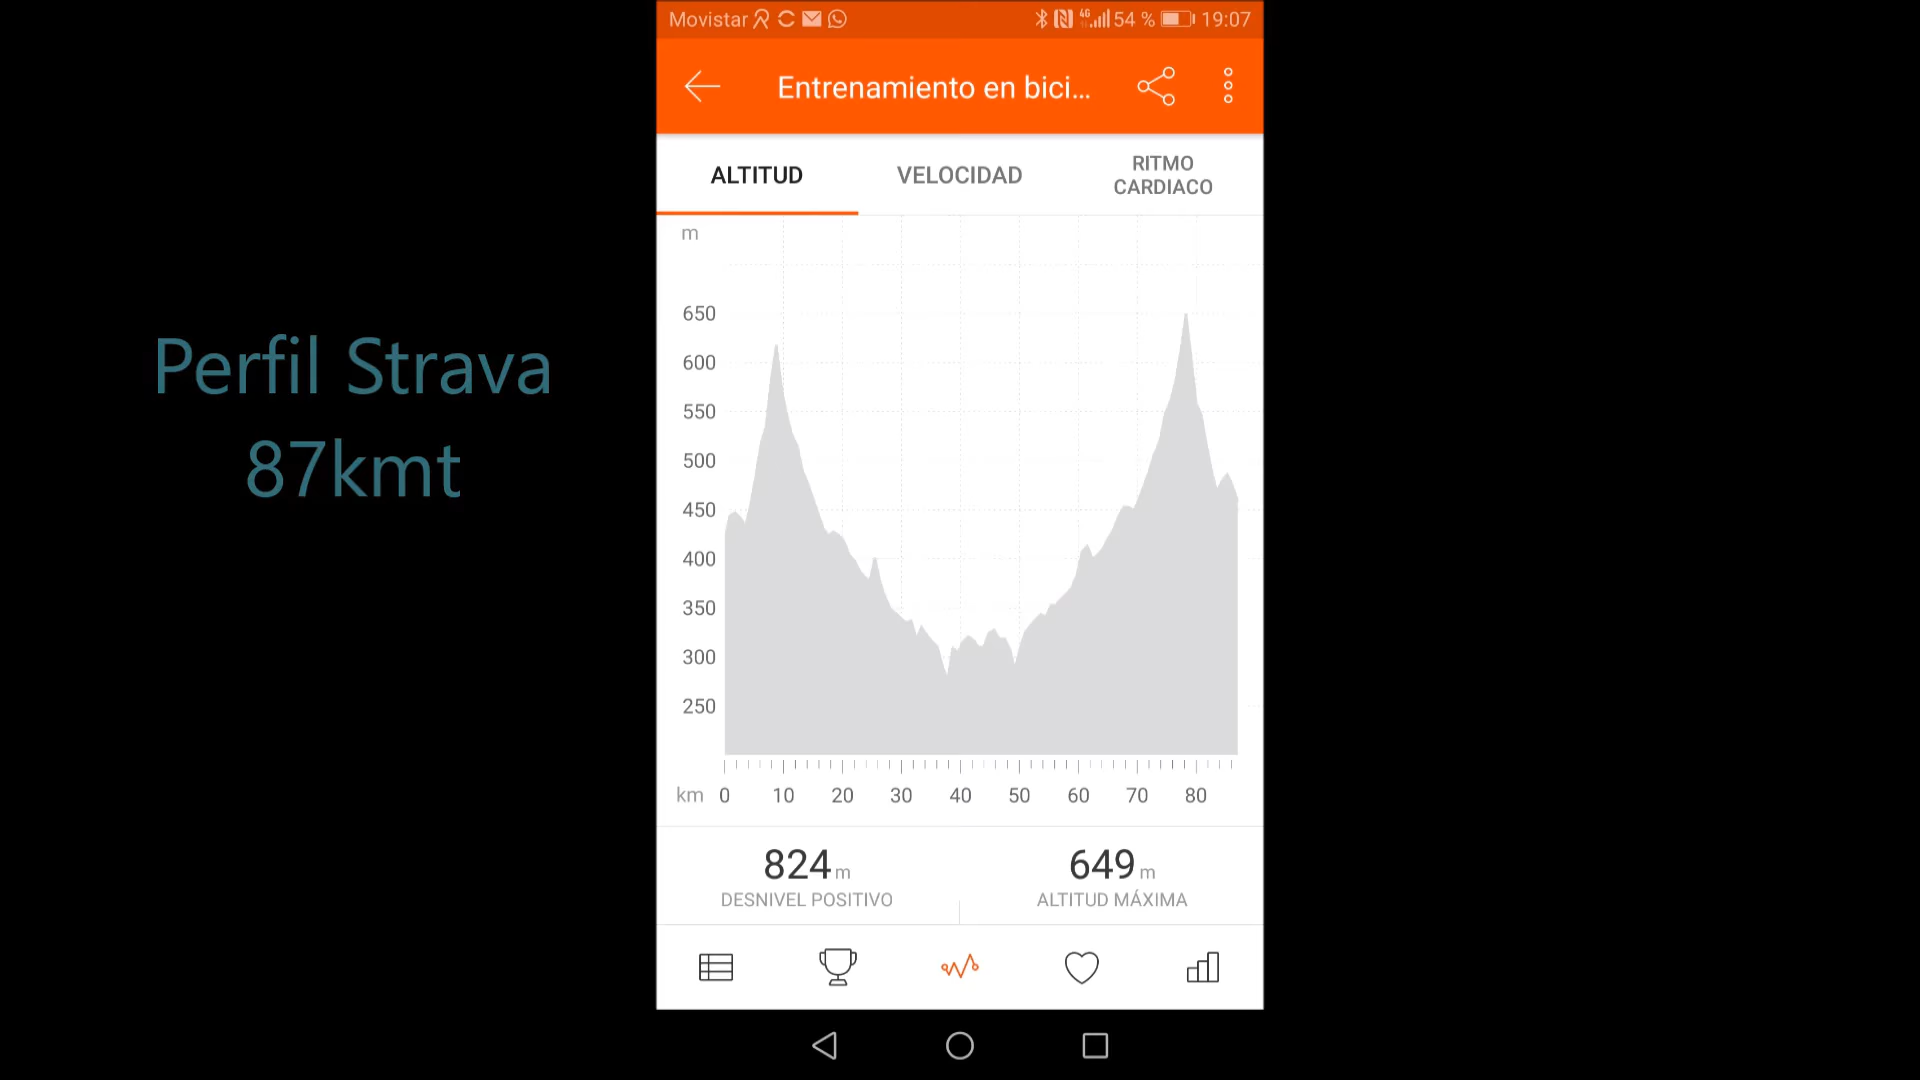 Movistar 4G 54 % 19:07
Entrenamiento en bici...
ALTITUD VELOCIDAD RITMO
CARDIACO
m
650
600
550
500
450
400
350
300
250
km 0 10 20 30 40 50 60 70 80
824 m 649 m
DESNIVEL POSITIVO ALTITUD MÁXIMA
Perfil Strava
87kmt